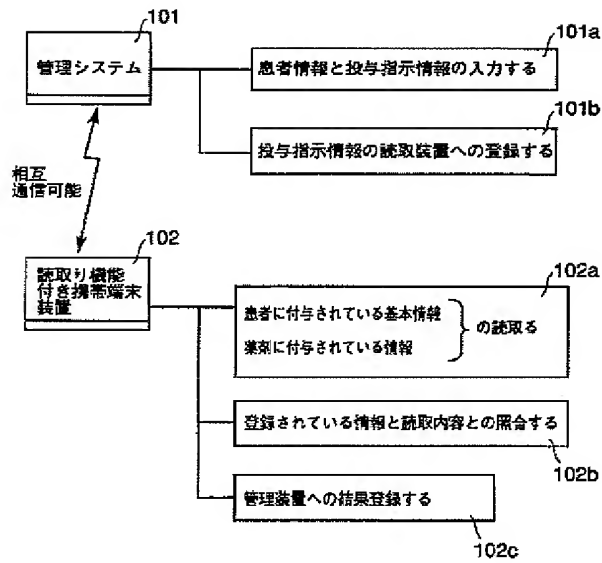 101
管理システム
101a
患者情報と投与指示情報の入力する
101b
投与指示情報の読取装置への登録する
相互
通信可能
102
読取り機能
付き携帯端末
装置
102a
患者に付与されている基本情報
薬剤に付与されている情報
の読取る
登録されている情報と読取内容との照合する
102b
管理装置への結果登録する
102c